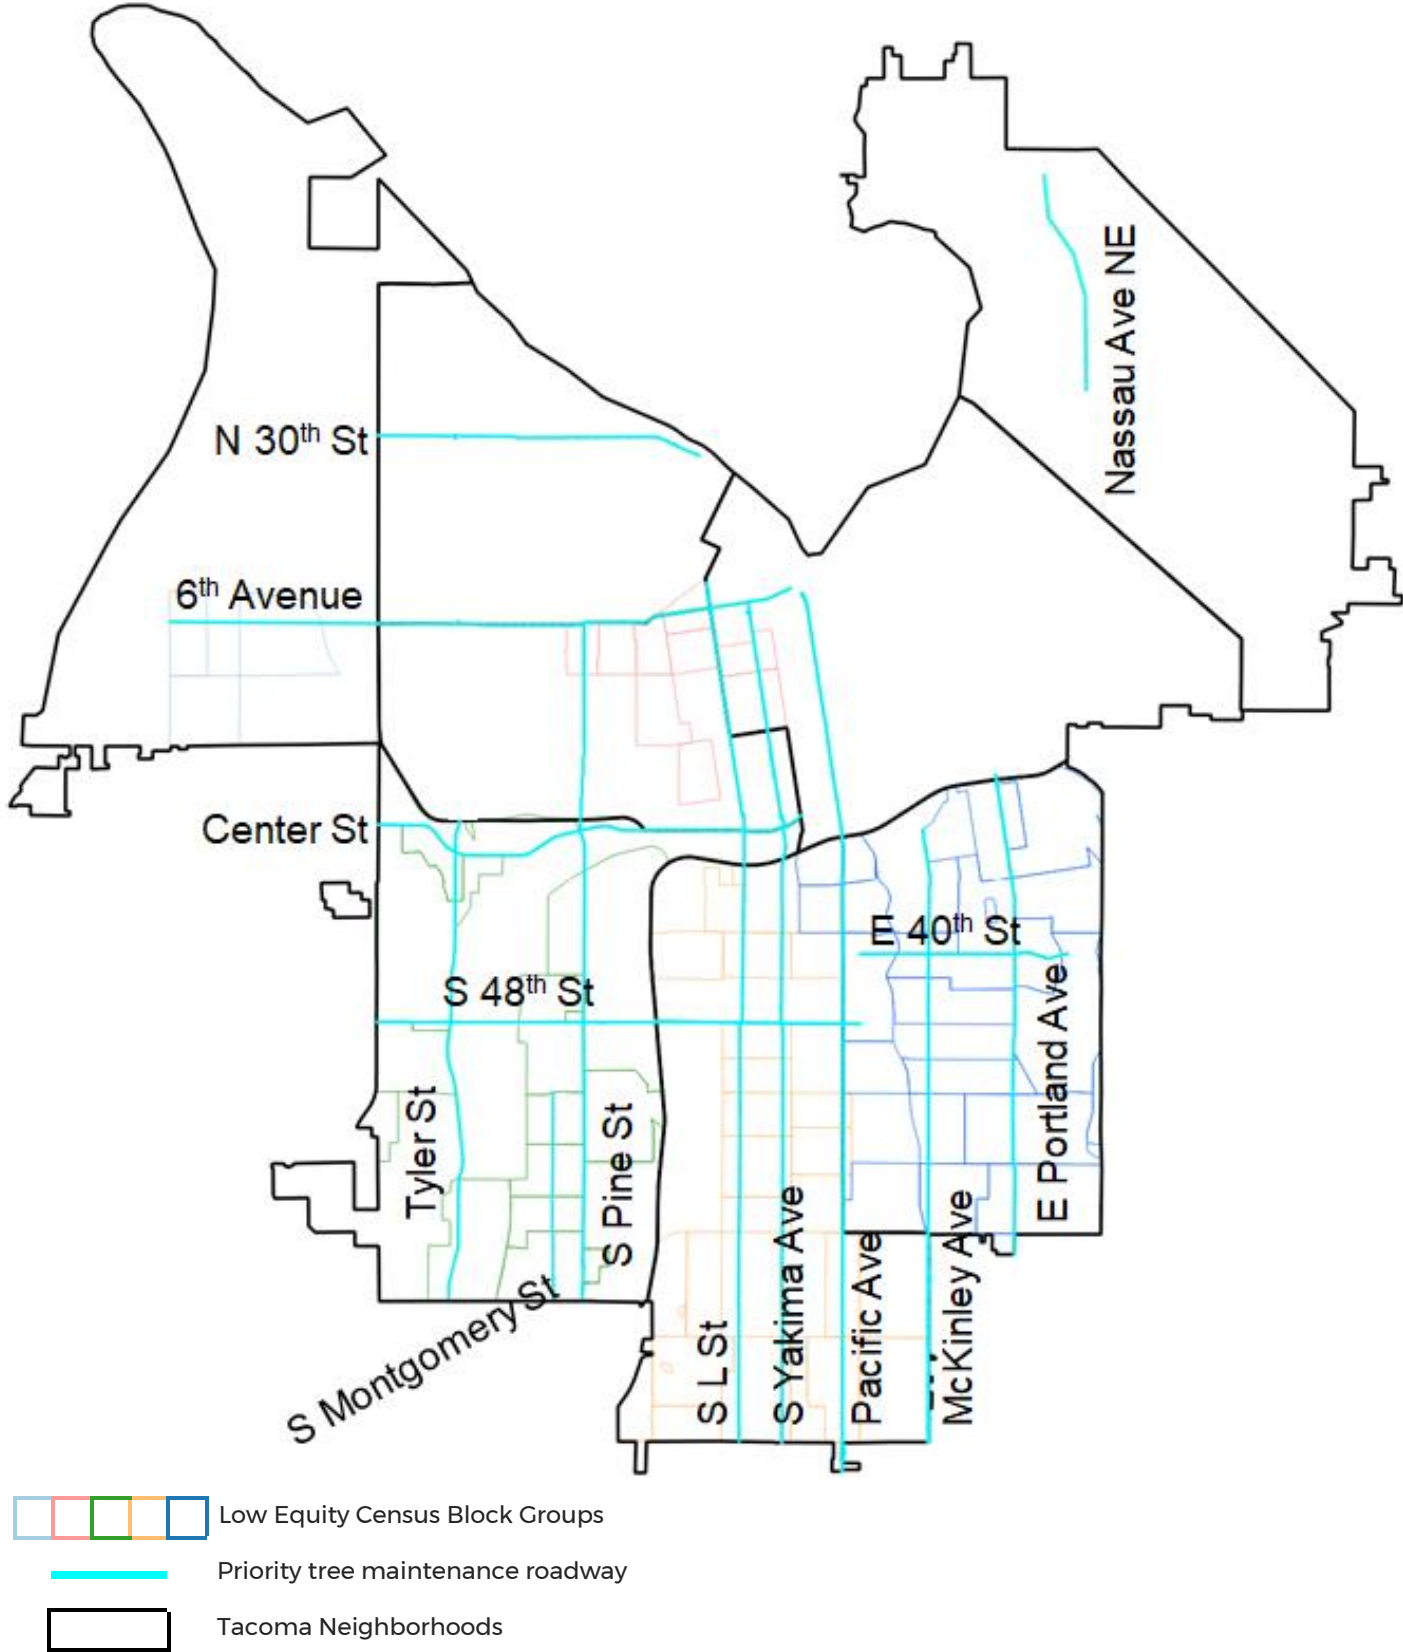 Nassau Ave NE
N 30th St
6th Avenue
Center St
E 40th St
S 48th St
Tyler St
S Pine St
E Portland Ave
S Montgomery St
S L St
S Yakima Ave
Pacific Ave
McKinley Ave
Low Equity Census Block Groups
Priority tree maintenance roadway
Tacoma Neighborhoods